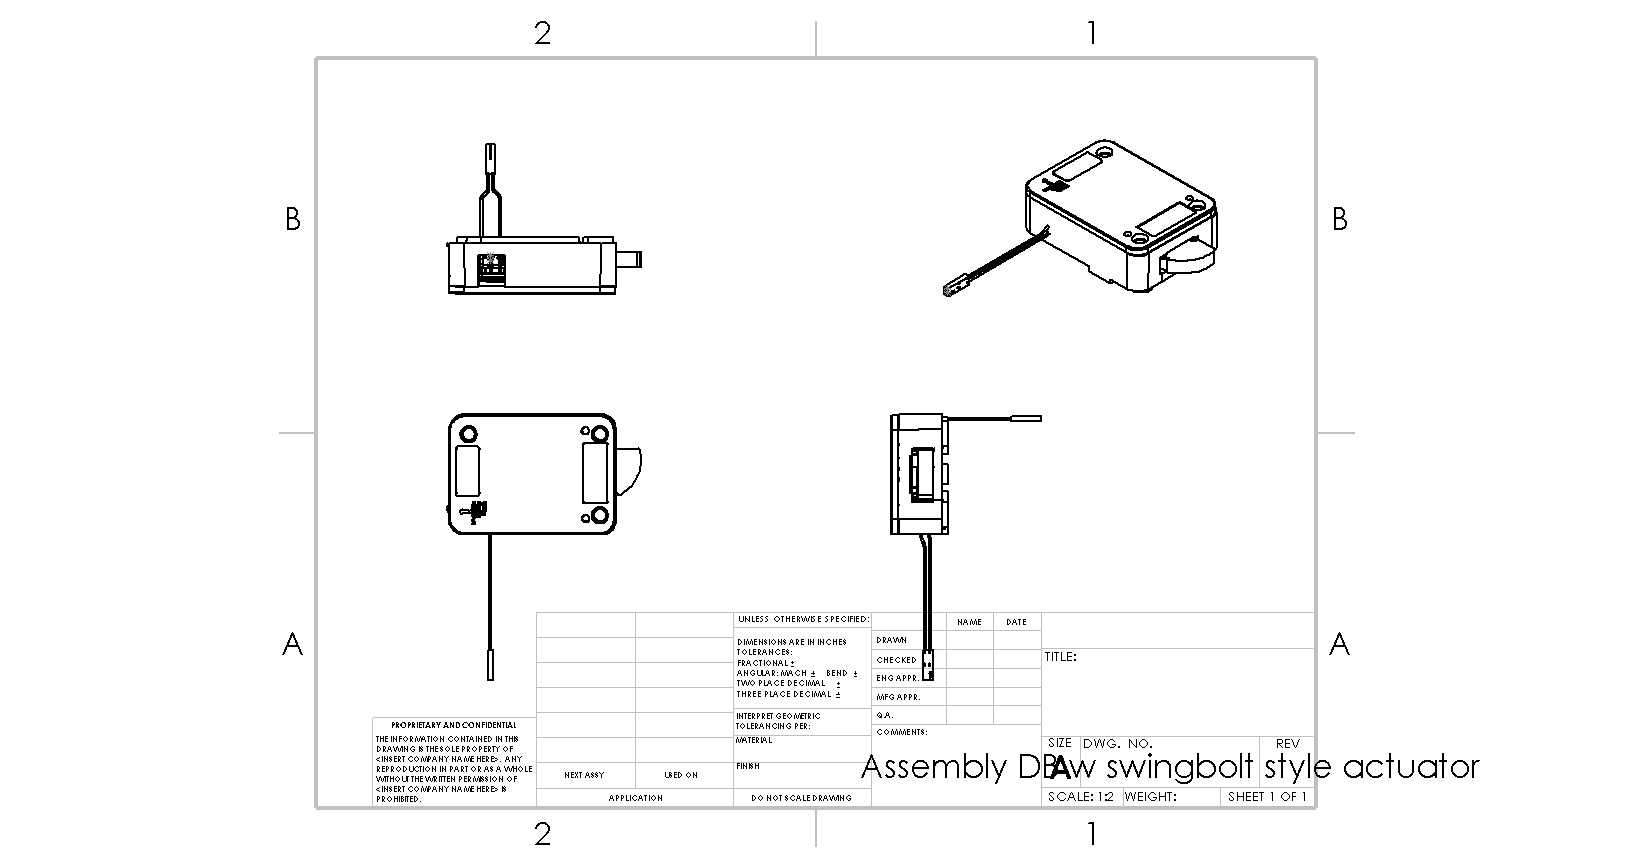 2 1
B B
A A
UNLESS OTHERWISE SPECIFIED:
NAME DATE
DIMENSIONS ARE IN INCHES
TOLERANCES:
FRACTIONAL ±
ANGULAR: MACH ± BEND ±
TWO PLACE DECIMAL ±
THREE PLACE DECIMAL ±
DRAWN
CHECKED
ENG APPR.
MFG APPR.
Q.A.
COMMENTS:
TITLE:
INTERPRET GEOMETRIC
TOLERANCING PER:
MATERIAL
FINISH
PROPRIETARY AND CONFIDENTIAL
THE INFORMATION CONTAINED IN THIS
DRAWING IS THE SOLE PROPERTY OF
<INSERT COMPANY NAME HERE>. ANY
REPRODUCTION IN PART OR AS A WHOLE
WITHOUT THE WRITTEN PERMISSION OF
<INSERT COMPANY NAME HERE> IS
PROHIBITED.
NEXT ASSY USED ON
APPLICATION
DO NOT SCALE DRAWING
SIZE DWG. NO. REV
A
Assembly DB w swingbolt style actuator
SCALE: 1:2 WEIGHT: SHEET 1 OF 1
2 1